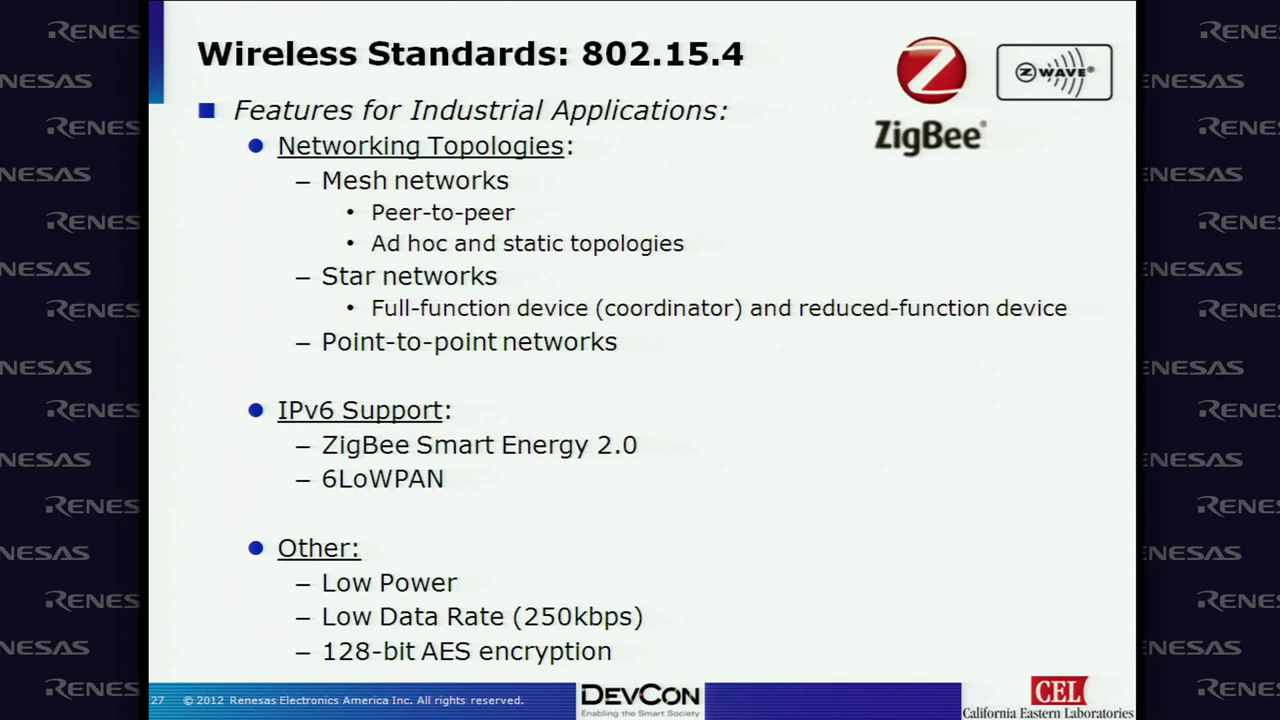 Wireless Standards: 802.15.4
ZigBee®
Z WAVE®
Features for Industrial Applications:
Networking Topologies:
– Mesh networks
• Peer-to-peer
• Ad hoc and static topologies
– Star networks
• Full-function device (coordinator) and reduced-function device
– Point-to-point networks
IPv6 Support:
– ZigBee Smart Energy 2.0
– 6LoWPAN
Other:
– Low Power
– Low Data Rate (250kbps)
– 128-bit AES encryption
27 © 2012 Renesas Electronics America Inc. All rights reserved.
DEVCON
Enabling the Smart Society
CEL
California Eastern Laboratories
RENESAS